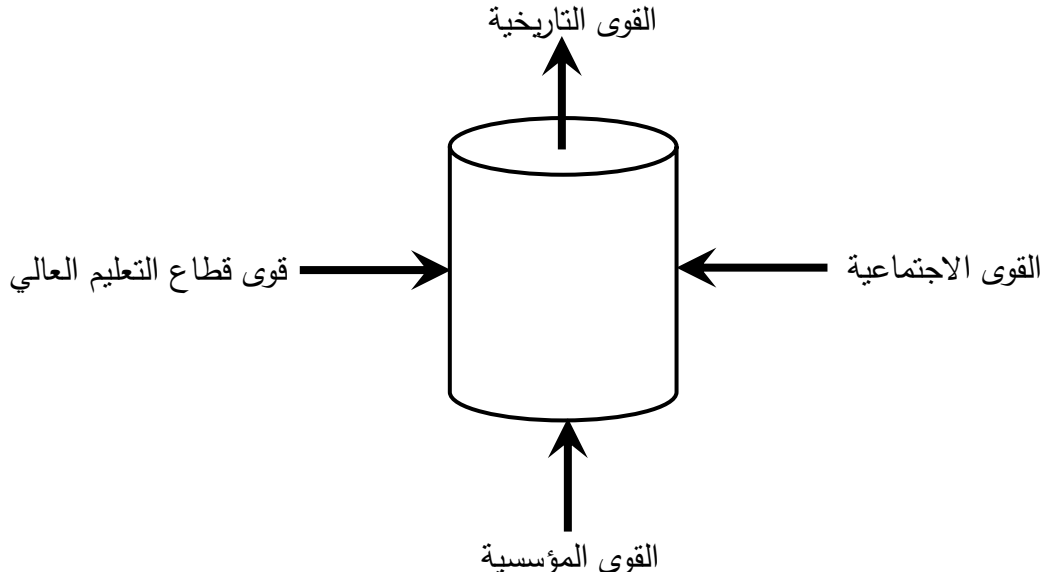 القوى التاريخية
القوى الاجتماعية
قوى قطاع التعليم العالي
القوى المؤسسية